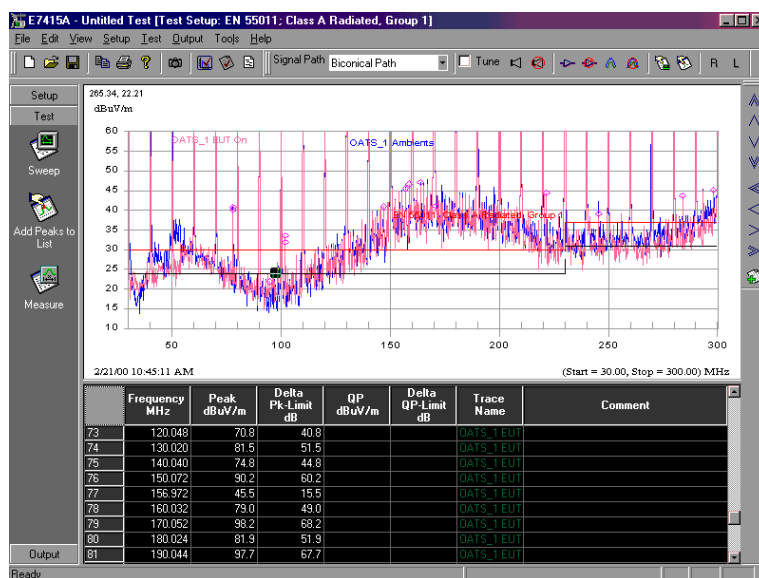 E7415A - Untitled Test [Test Setup: EN 55011; Class A Radiated, Group 1]
File Edit View Setup Test Output Tools Help
Signal Path Biconical Path Tune R L
Setup
Test
Sweep
Add Peaks to List
Measure
Output
265.34, 22.21
dBuV/m
OATS_1 EUT On
OATS_1 Ambients
EN 55011; Class A Radiated, Group 1
60
55
50
45
40
35
30
25
20
15
10
50 100 150 200 250 300
2/21/00 10:45:11 AM (Start = 30.00, Stop = 300.00) MHz
Frequency MHz Peak dBuV/m Delta Pk-Limit dB QP dBuV/m Delta QP-Limit dB Trace Name Comment
73 120.048 70.8 40.8 OATS_1 EUT
74 130.020 81.5 51.5 OATS_1 EUT
75 140.040 74.8 44.8 OATS_1 EUT
76 150.072 90.2 60.2 OATS_1 EUT
77 156.972 45.5 15.5 OATS_1 EUT
78 160.032 79.0 49.0 OATS_1 EUT
79 170.052 98.2 68.2 OATS_1 EUT
80 180.024 81.9 51.9 OATS_1 EUT
81 190.044 97.7 67.7 OATS_1 EUT
Ready